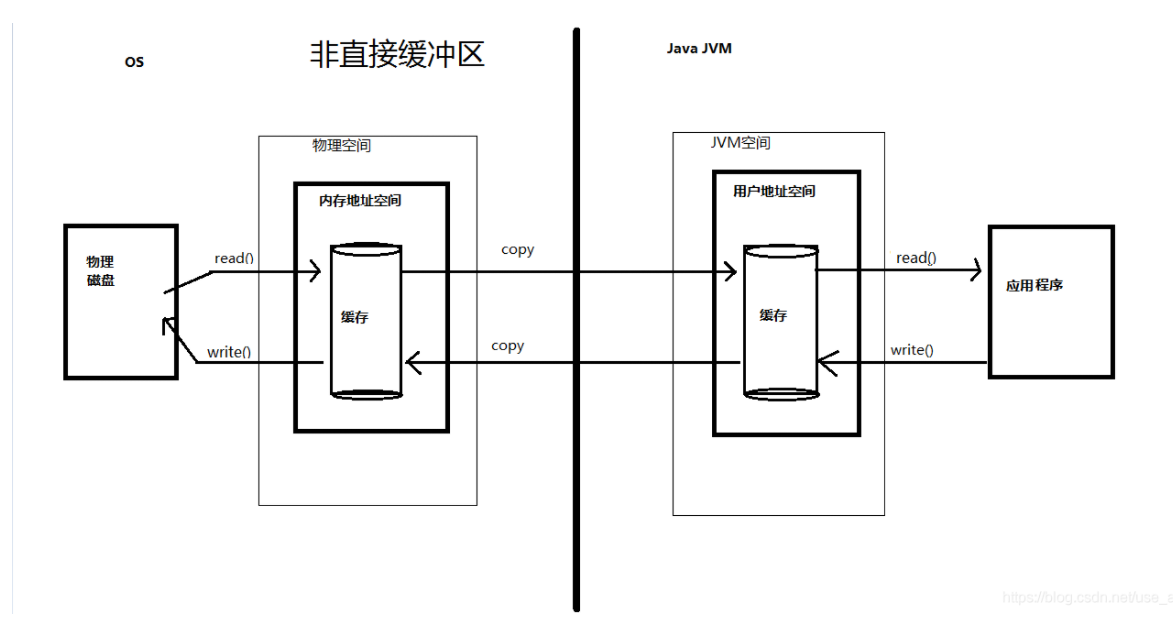 OS
非直接缓冲区
Java JVM
物理空间
JVM空间
内存地址空间
用户地址空间
物理
磁盘
read()
copy
read()
应用程序
缓存
缓存
write()
copy
write()
https://blog.csdn.net/use_a